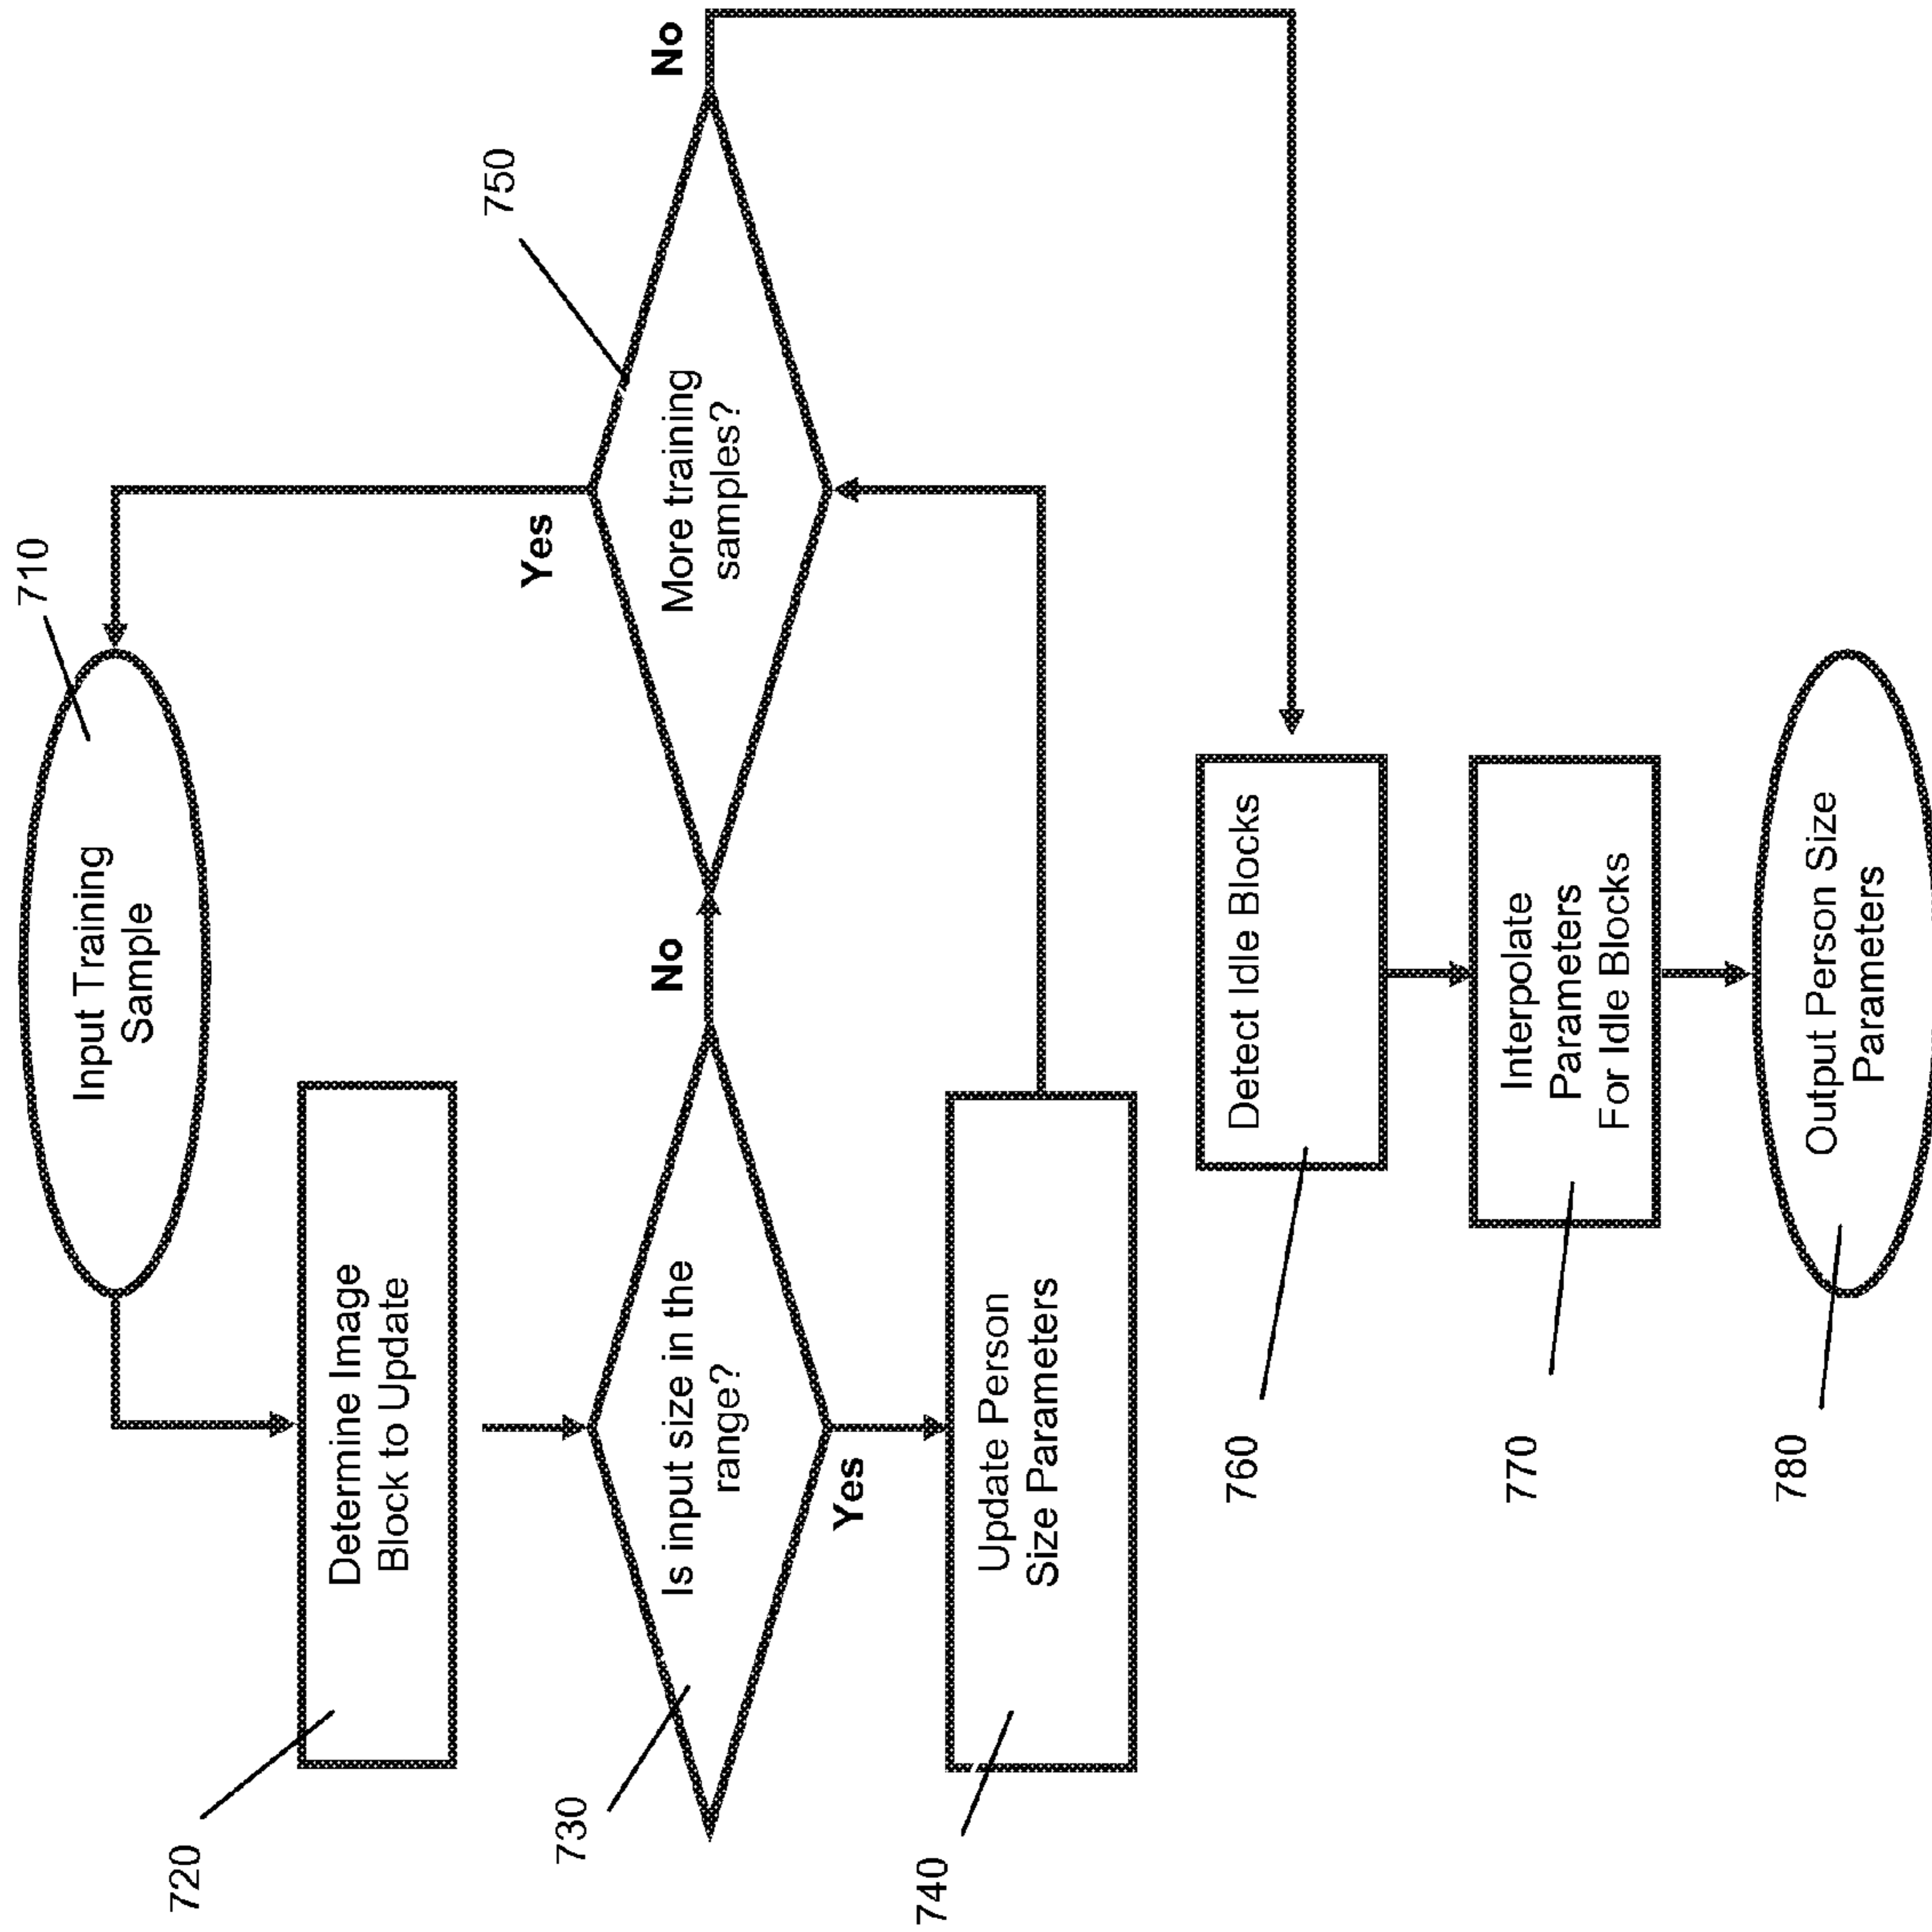 710
Input Training
Sample
720
Determine Image
Block to Update
730
Is input size in the
range?
No
Yes
740
Update Person
Size Parameters
750
More training
samples?
Yes
No
760
Detect Idle Blocks
770
Interpolate
Parameters
For Idle Blocks
780
Output Person Size
Parameters